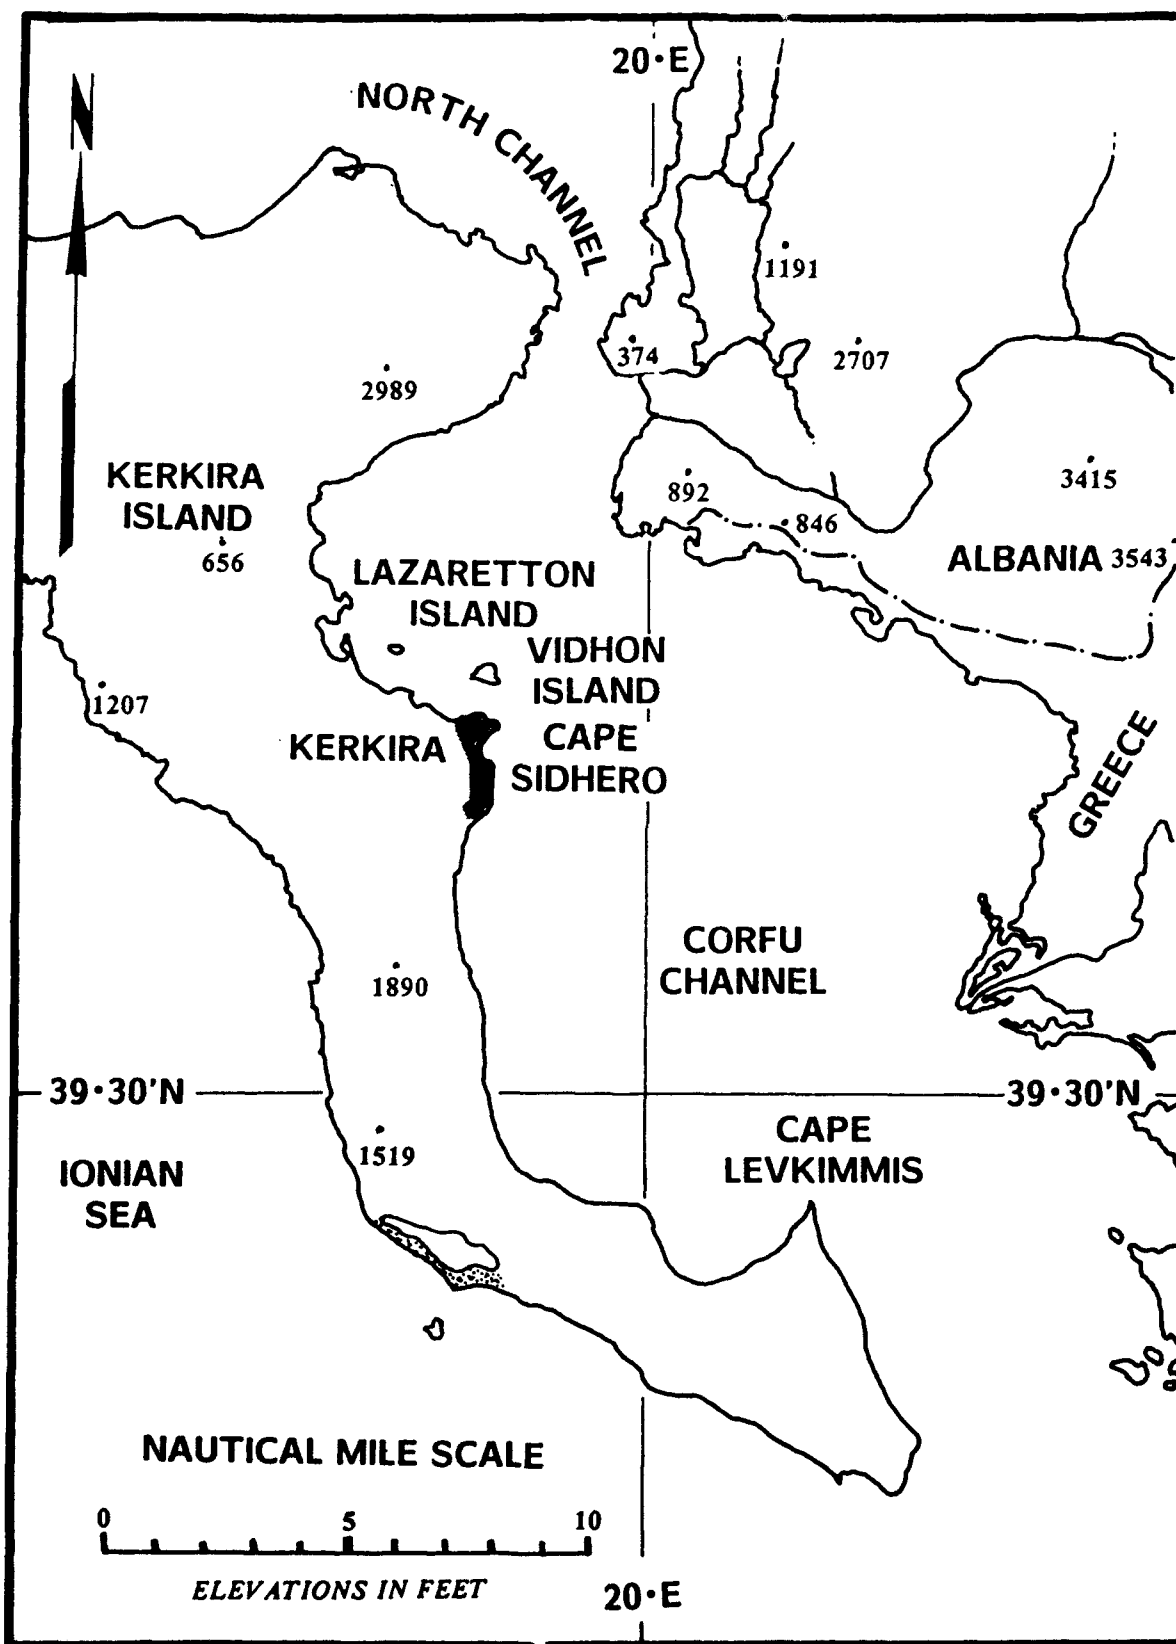 20·E
N
NORTH CHANNEL
1191
374
2707
2989
KERKIRA
ISLAND
656
892
846
3415
ALBANIA 3543
LAZARETTON
ISLAND
VIDHON
ISLAND
1207
KERKIRA
CAPE
SIDHERO
GREECE
CORFU
CHANNEL
1890
39·30'N
39·30'N
1519
CAPE
LEVKIMMIS
IONIAN
SEA
NAUTICAL MILE SCALE
0 5 10
ELEVATIONS IN FEET
20·E